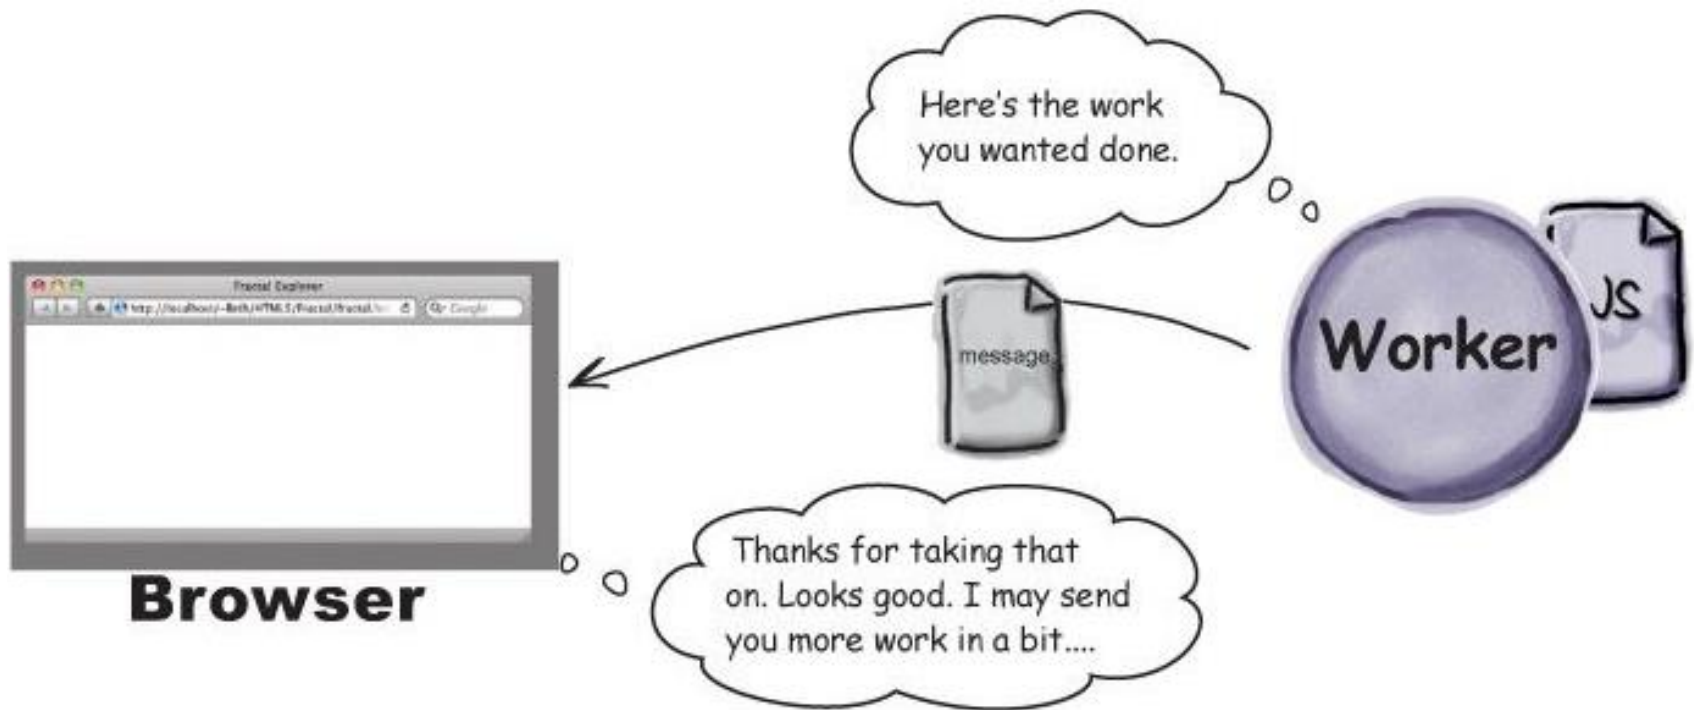 Here's the work
you wanted done.
Fractal Explorer
Google
message
JS
Worker
Browser
Thanks for taking that
on. Looks good. I may send
you more work in a bit....